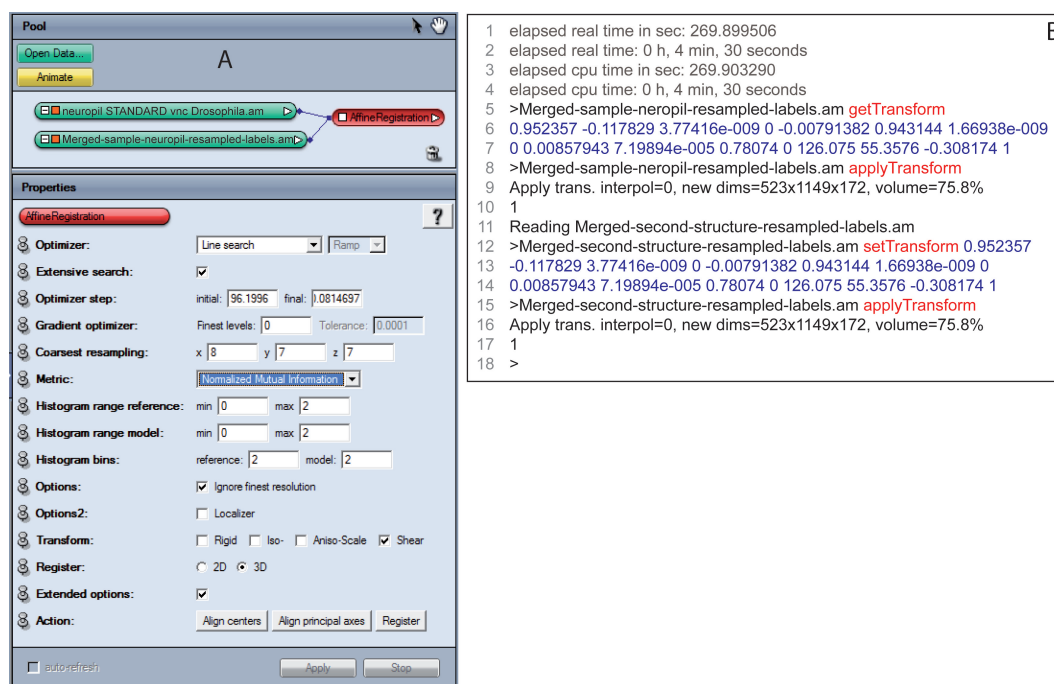 Pool
A
Open Data...
Animate
neuropil STANDARD vnc Drosophila.am
AffineRegistration
Merged-sample-neuropil-resampled-labels.am
Properties
AffineRegistration
?
Optimizer: Line search Ramp
Extensive search:
Optimizer step: initial: 96.1996 final: 0.0814697
Gradient optimizer: Finest levels: 0 Tolerance: 0.0001
Coarsest resampling: x 8 y 7 z 7
Metric: Normalized Mutual Information
Histogram range reference: min 0 max 2
Histogram range model: min 0 max 2
Histogram bins: reference: 2 model: 2
Options: Ignore finest resolution
Options2: Localizer
Transform: Rigid Iso- Aniso-Scale Shear
Register: 2D 3D
Extended options:
Action: Align centers Align principal axes Register
auto-refresh Apply Stop
1 elapsed real time in sec: 269.899506
2 elapsed real time: 0 h, 4 min, 30 seconds
3 elapsed cpu time in sec: 269.903290
4 elapsed cpu time: 0 h, 4 min, 30 seconds
5 >Merged-sample-neropil-resampled-labels.am getTransform
6 0.952357 -0.117829 3.77416e-009 0 -0.00791382 0.943144 1.66938e-009
7 0 0.00857943 7.19894e-005 0.78074 0 126.075 55.3576 -0.308174 1
8 >Merged-sample-neuropil-resampled-labels.am applyTransform
9 Apply trans. interpol=0, new dims=523x1149x172, volume=75.8%
10 1
11 Reading Merged-second-structure-resampled-labels.am
12 >Merged-second-structure-resampled-labels.am setTransform 0.952357
13 -0.117829 3.77416e-009 0 -0.00791382 0.943144 1.66938e-009 0
14 0.00857943 7.19894e-005 0.78074 0 126.075 55.3576 -0.308174 1
15 >Merged-second-structure-resampled-labels.am applyTransform
16 Apply trans. interpol=0, new dims=523x1149x172, volume=75.8%
17 1
18 >